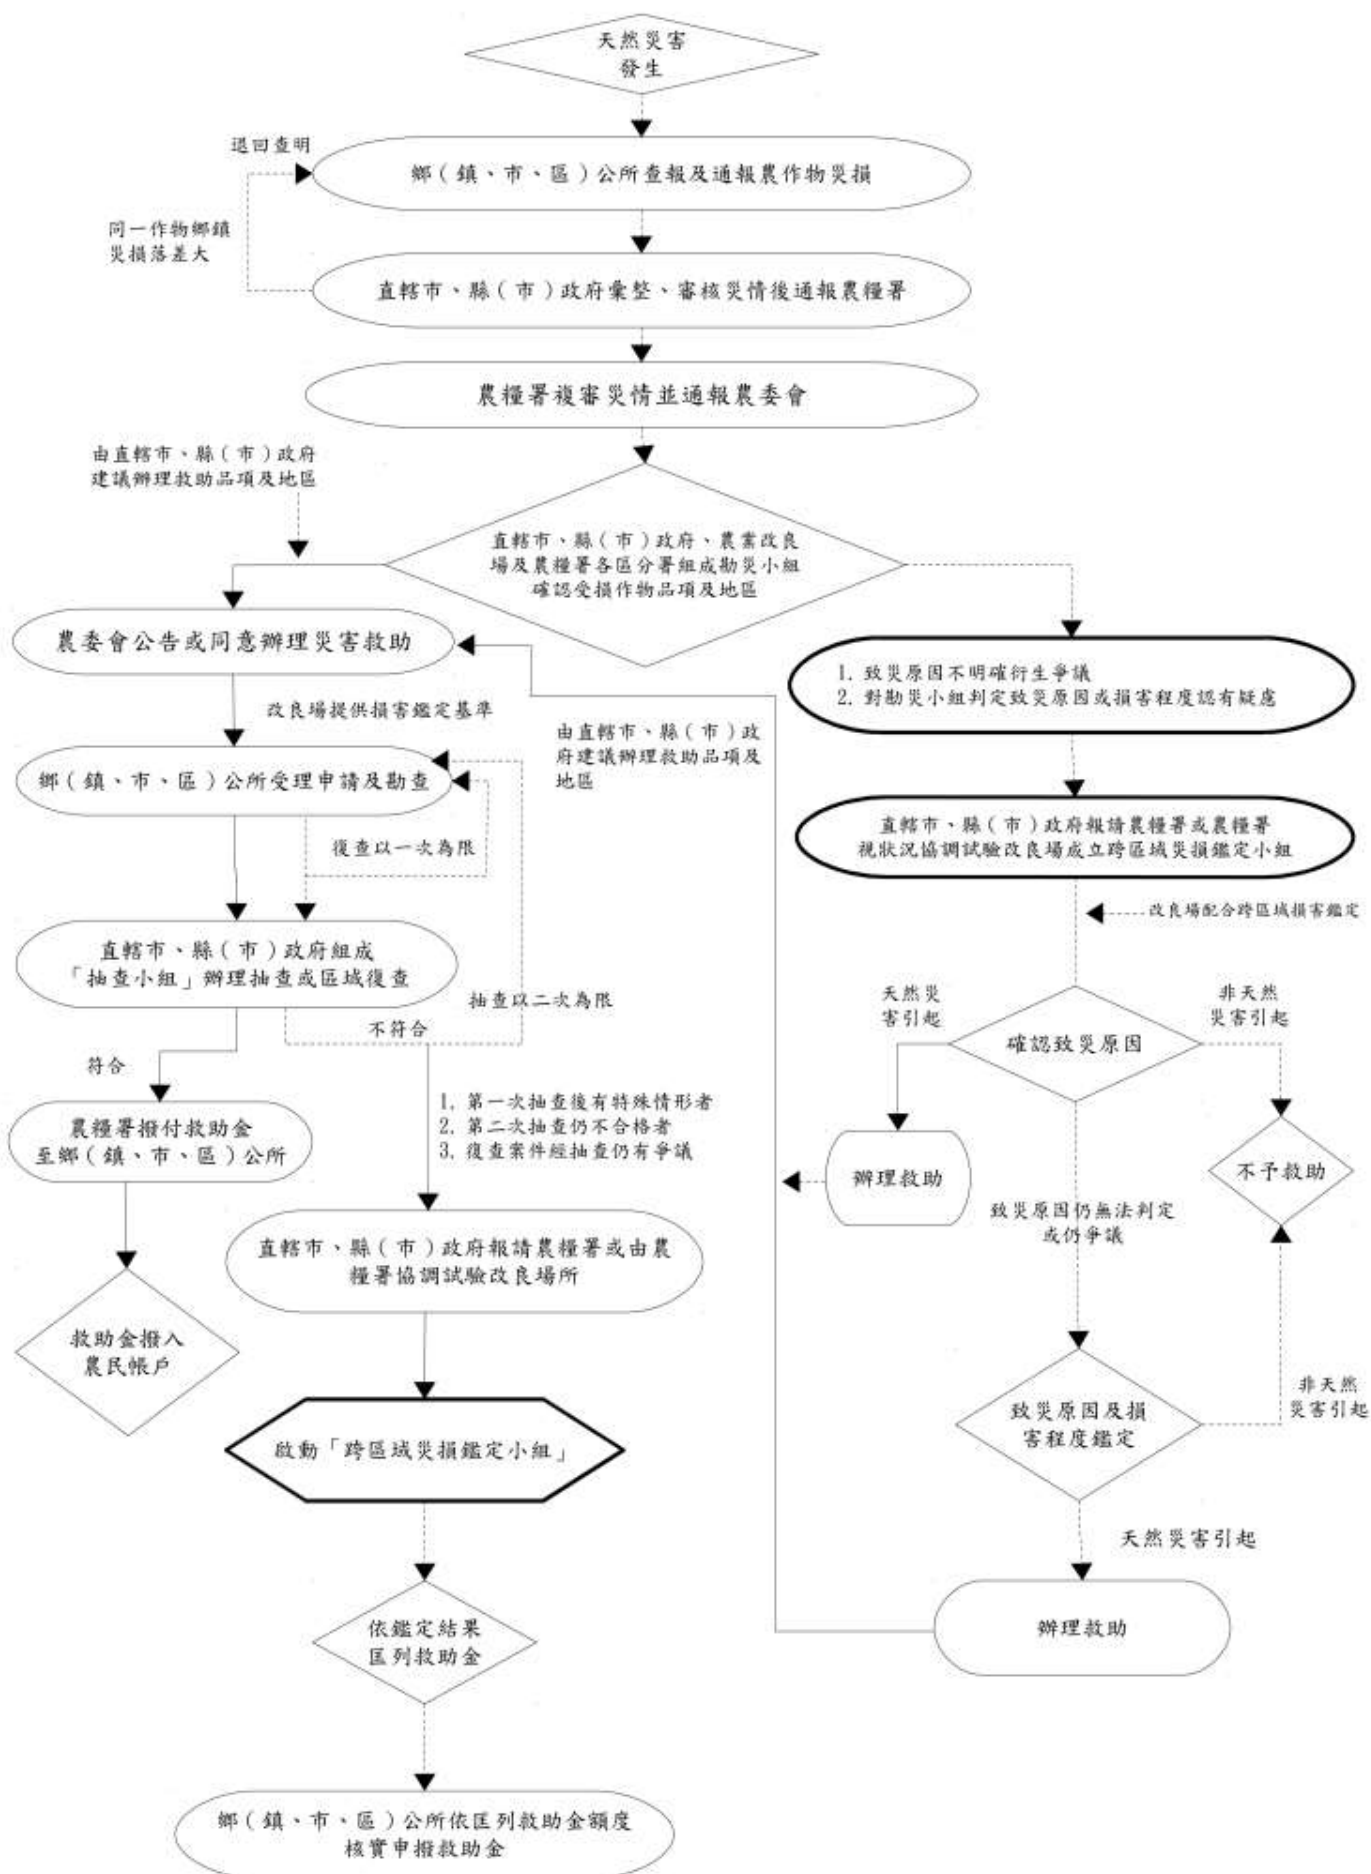 天然災害
發生
退回查明
鄉（鎮、市、區）公所查報及通報農作物災損
同一作物鄉鎮
災損落差大
直轄市、縣（市）政府彙整、審核災情後通報農糧署
農糧署複審災情並通報農委會
由直轄市、縣（市）政府
建議辦理救助品項及地區
直轄市、縣（市）政府、農業改良
場及農糧署各區分署組成勘災小組
確認受損作物品項及地區
農委會公告或同意辦理災害救助
1. 致災原因不明確衍生爭議
2. 對勘災小組判定致災原因或損害程度認有疑慮
改良場提供損害鑑定基準
由直轄市、縣（市）政
府建議辦理救助品項及
地區
鄉（鎮、市、區）公所受理申請及勘查
直轄市、縣（市）政府報請農糧署或農糧署
視狀況協調試驗改良場成立跨區域災損鑑定小組
復查以一次為限
改良場配合跨區域損害鑑定
直轄市、縣（市）政府組成
「抽查小組」辦理抽查或區域復查
抽查以二次為限
天然災
害引起
非天然
災害引起
不符合
確認致災原因
符合
1. 第一次抽查後有特殊情形者
2. 第二次抽查仍不合格者
3. 復查案件經抽查仍有爭議
農糧署撥付救助金
至鄉（鎮、市、區）公所
辦理救助
不予救助
致災原因仍無法判定
或仍爭議
直轄市、縣（市）政府報請農糧署或由農
糧署協調試驗改良場所
救助金撥入
農民帳戶
非天然
災害引起
致災原因及損
害程度鑑定
啟動「跨區域災損鑑定小組」
天然災害引起
依鑑定結果
匡列救助金
辦理救助
鄉（鎮、市、區）公所依匡列救助金額度
核實申撥救助金